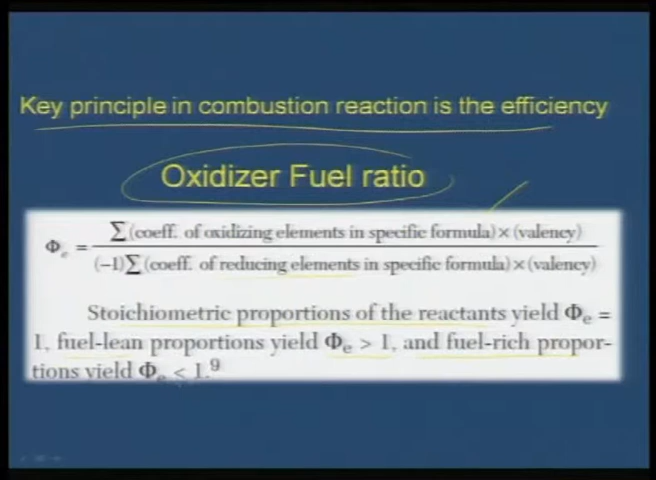 Key principle in combustion reaction is the efficiency
Oxidizer Fuel ratio
Φe = ∑(coeff. of oxidizing elements in specific formula)×(valency)
(-1)∑(coeff. of reducing elements in specific formula)×(valency)
Stoichiometric proportions of the reactants yield Φe =
1, fuel-lean proportions yield Φe > 1, and fuel-rich propor-
tions yield Φe < 1.9